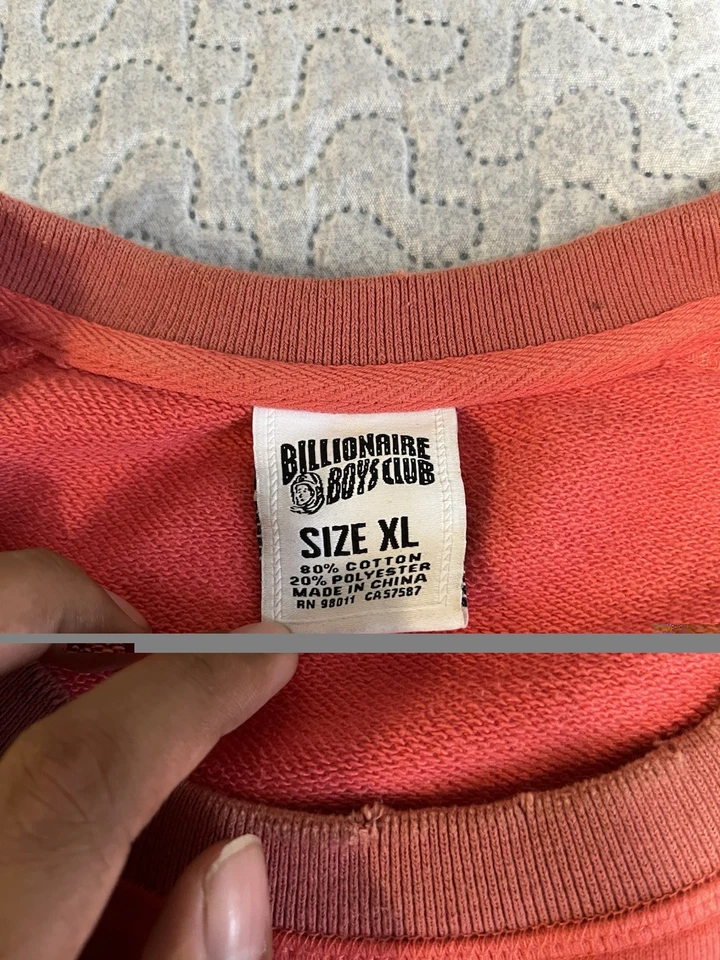 BILLIONAIRE
BOYS CLUB
SIZE XL
80% COTTON
20% POLYESTER
MADE IN CHINA
RN 98011 CA57587